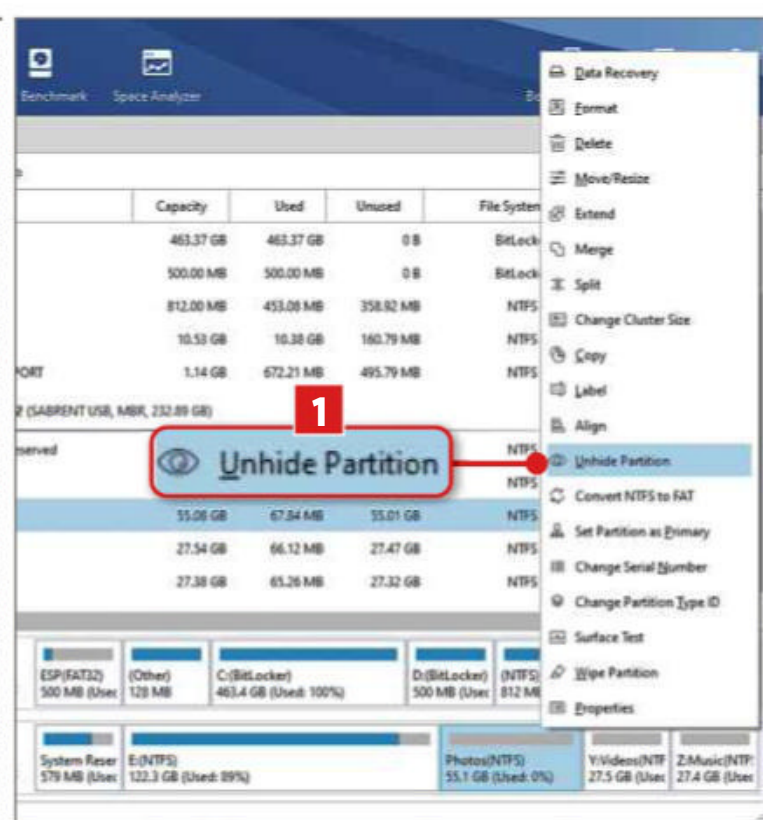 Benchmark Space Analyzer
Data Recovery
Format
Delete
Move/Resize
Extend
Merge
Split
Change Cluster Size
Copy
Label
Align
Unhide Partition
Convert NTFS to FAT
Set Partition as Primary
Change Serial Number
Change Partition Type ID
Surface Test
Wipe Partition
Properties
Capacity Used Unused File System
463.37 GB 463.37 GB 0 B BitLock
500.00 MB 500.00 MB 0 B BitLock
812.00 MB 453.08 MB 358.92 MB NTFS
10.53 GB 10.38 GB 160.79 MB NTFS
PORT 1.14 GB 672.21 MB 495.79 MB NTFS
2 (SABRENT USB, MBR, 232.89 GB)
1
served NTFS
Unhide Partition
NTFS
55.08 GB 67.84 MB 55.01 GB NTFS
27.54 GB 66.12 MB 27.47 GB NTFS
27.38 GB 65.26 MB 27.32 GB NTFS
ESP(FAT32) (Other) C:(BitLocker) D:(BitLocker) (NTFS)
500 MB (Used 128 MB 463.4 GB (Used: 100%) 500 MB (Used 812 MB
System Reser E:(NTFS) Photos(NTFS) Y:Videos(NTF Z:Music(NTF
579 MB (Used 122.3 GB (Used: 89%) 55.1 GB (Used: 0%) 27.5 GB (Used 27.4 GB (Used